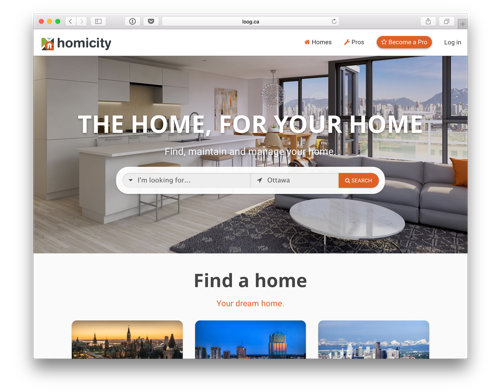 loog.ca
homicity
Homes
Pros
Become a Pro
Log in
THE HOME, FOR YOUR HOME
Find, maintain and manage your home.
I'm looking for...
Ottawa
SEARCH
Find a home
Your dream home.